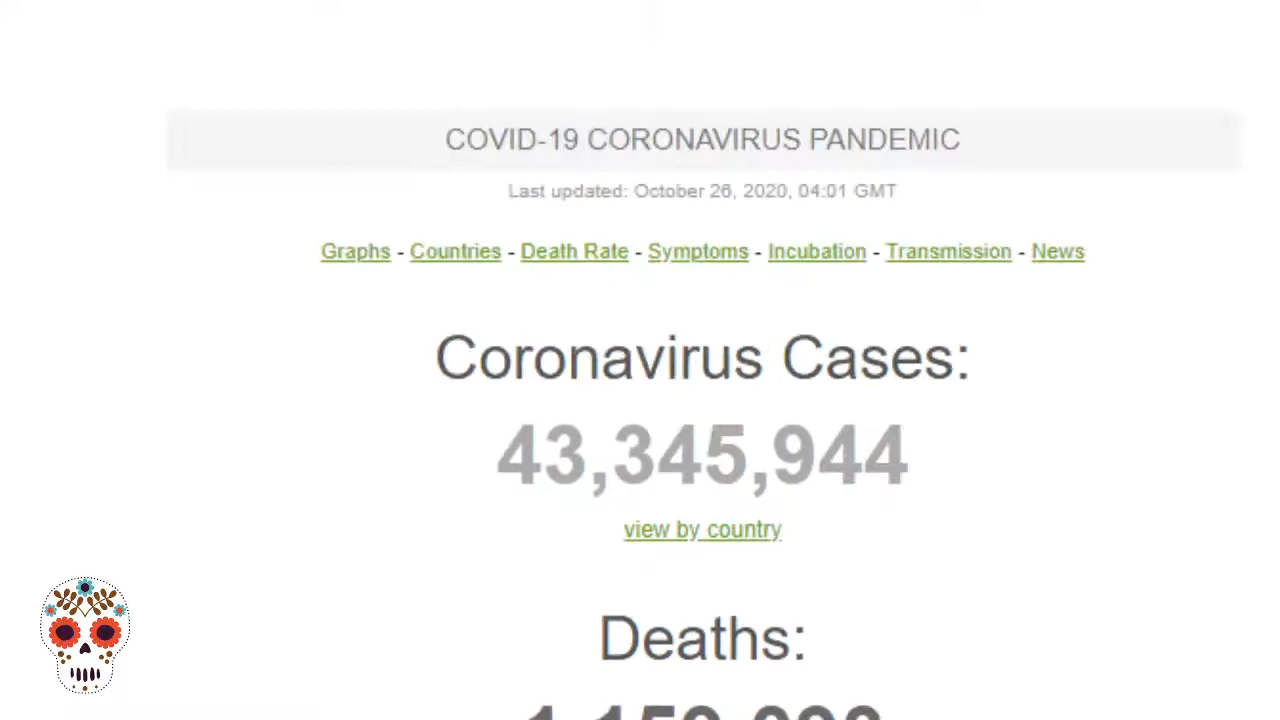 COVID-19 CORONAVIRUS PANDEMIC
Last updated: October 26, 2020, 04:01 GMT
Graphs - Countries - Death Rate - Symptoms - Incubation - Transmission - News
Coronavirus Cases:
43,345,944
view by country
Deaths: